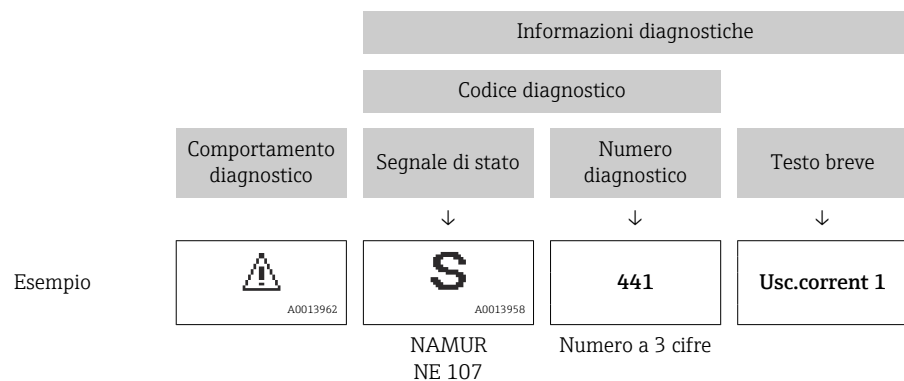 Informazioni diagnostiche
Codice diagnostico
Comportamento
diagnostico
Segnale di stato
Numero
diagnostico
Testo breve
↓
↓
↓
Esempio
⚠
A0013962
S
A0013958
441
Usc.corrent 1
NAMUR
NE 107
Numero a 3 cifre